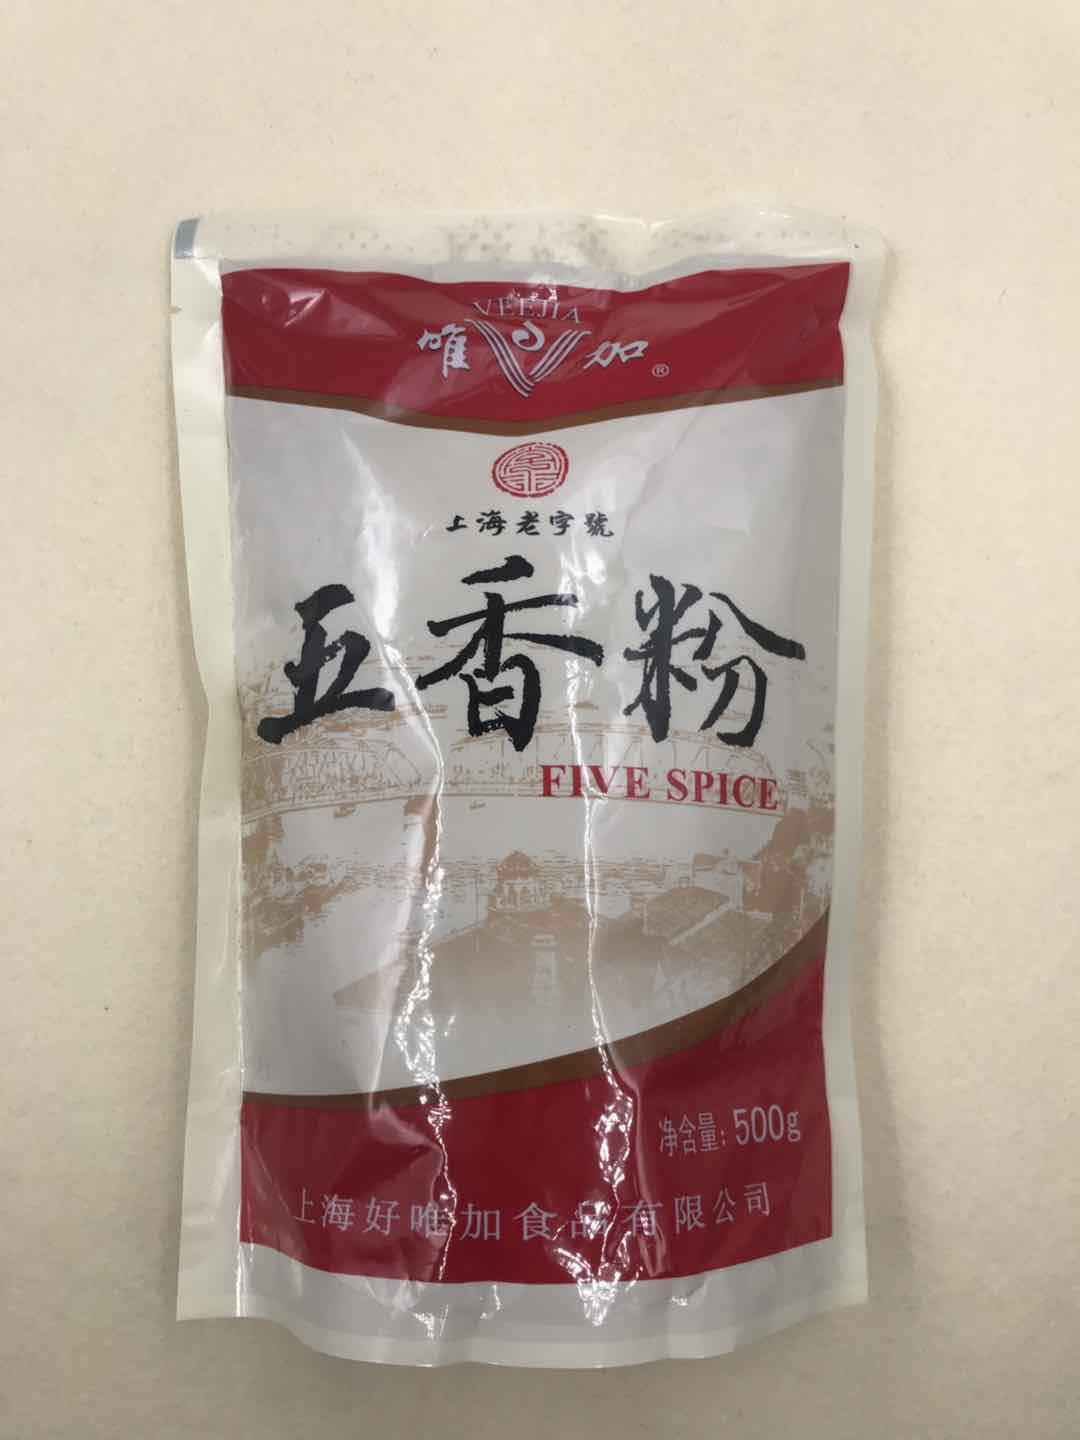 VEEJIA
唯 加 ®
上海老字號
五香粉
FIVE SPICE
净含量: 500g
上海好唯加食品有限公司